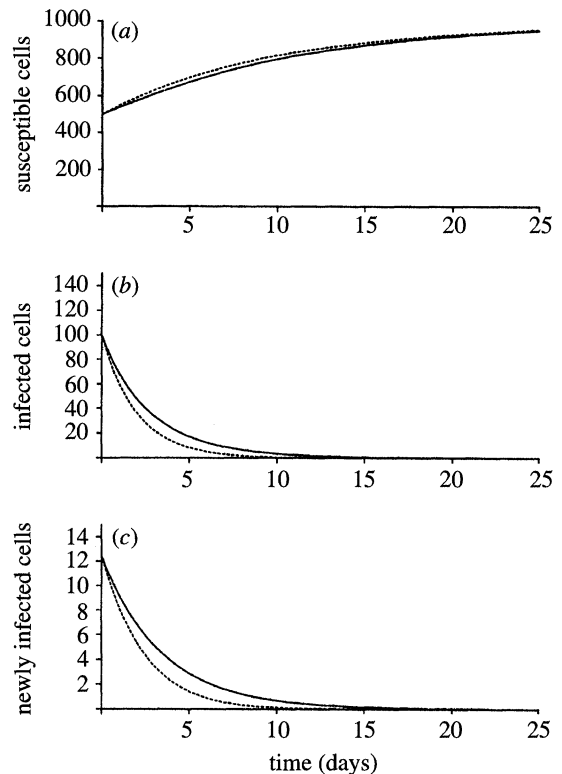 (a)
susceptible cells
1000
800
600
400
200
5 10 15 20 25
(b)
infected cells
140
120
100
80
60
40
20
5 10 15 20 25
(c)
newly infected cells
14
12
10
8
6
4
2
5 10 15 20 25
time (days)